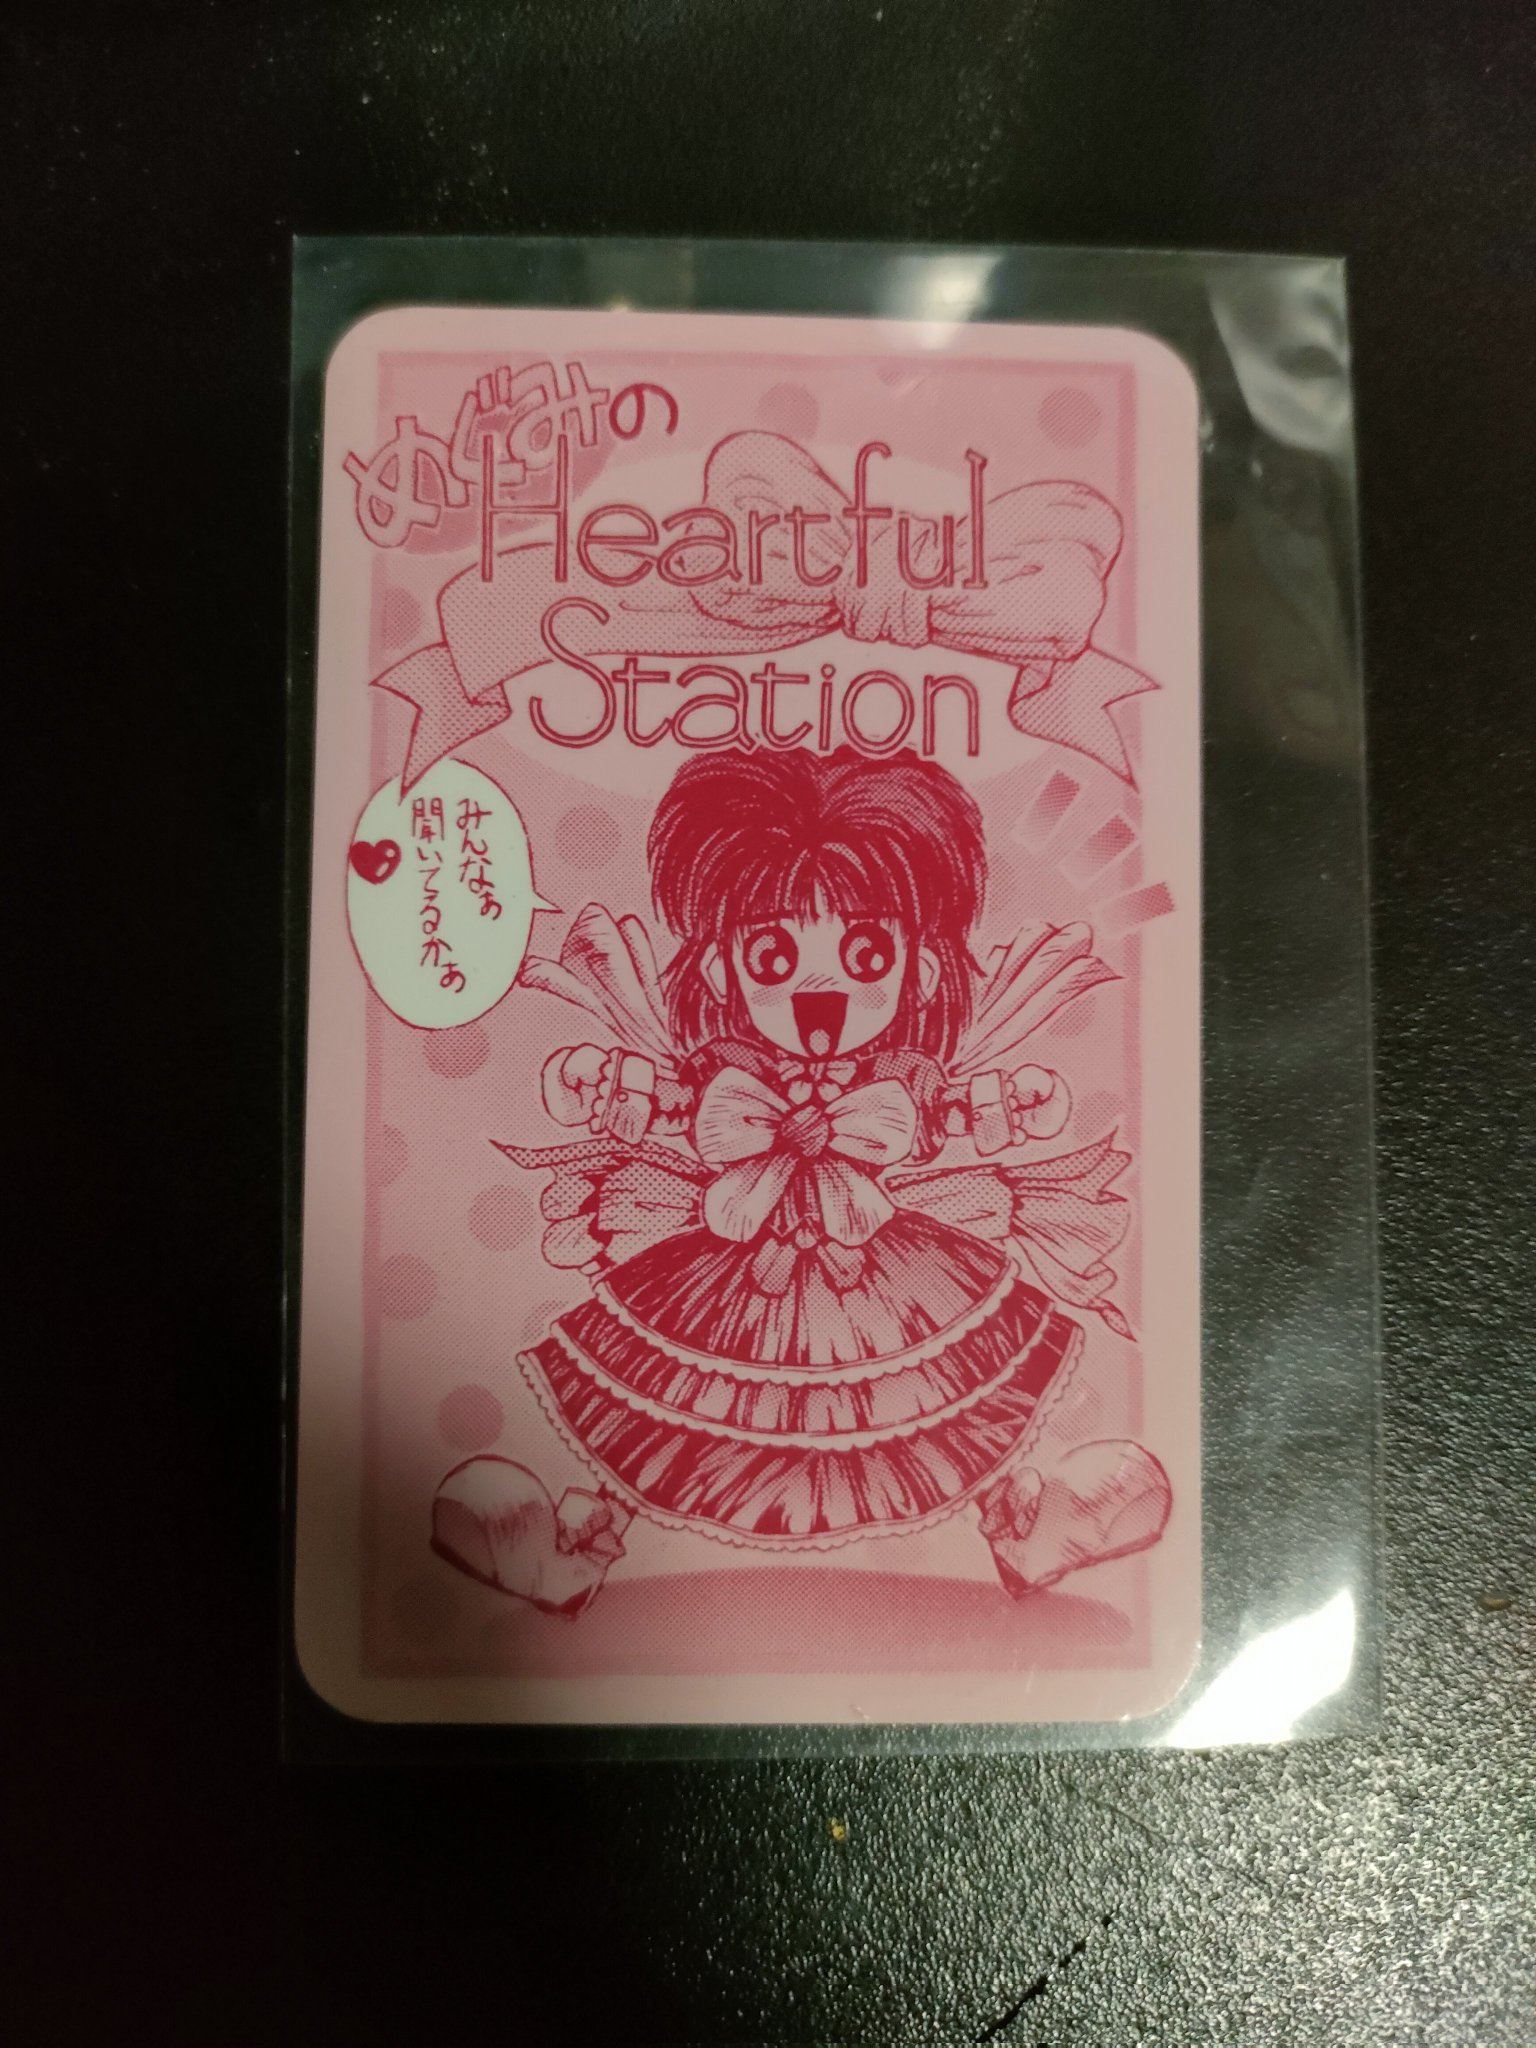 めぐみの
Heartful
Station
みんなぁ
聞いてるかぁ